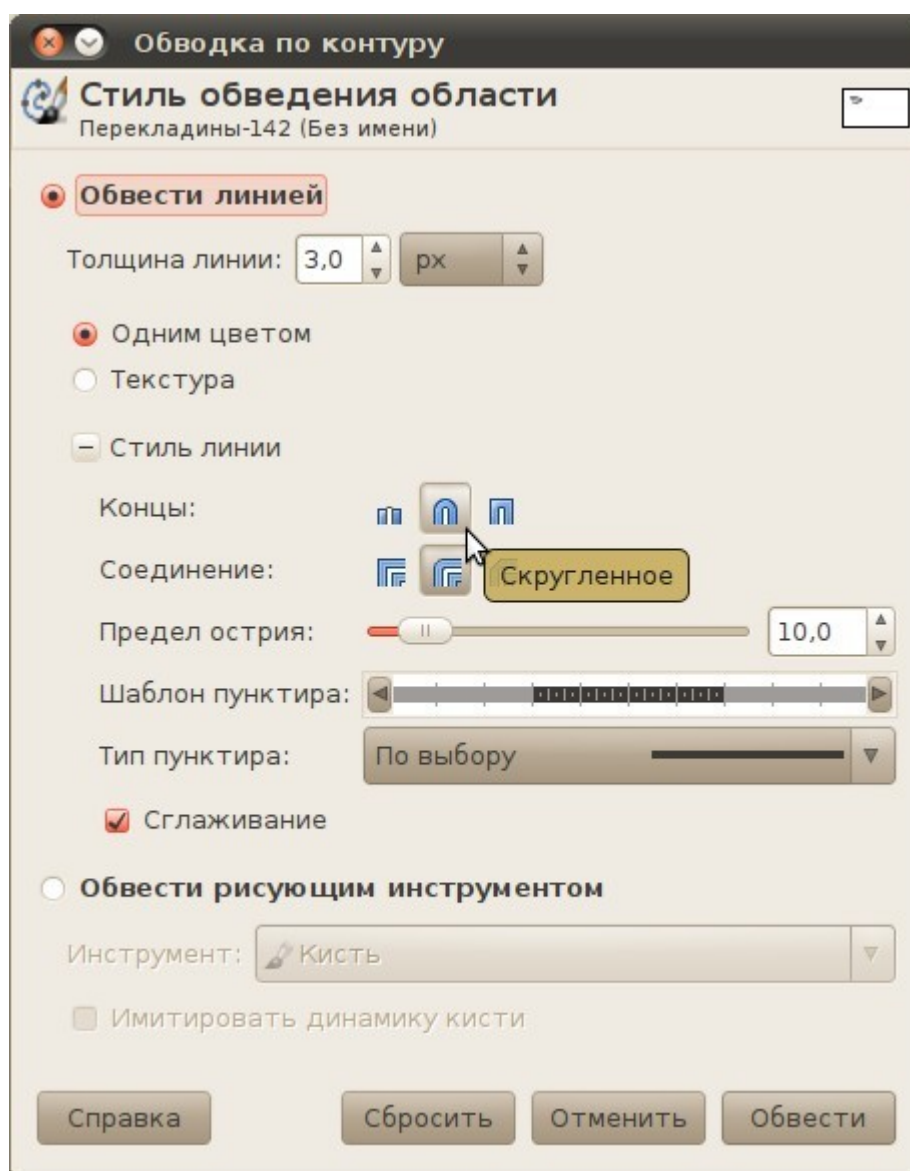 Обводка по контуру
Стиль обведения области
Перекладины-142 (Без имени)
Обвести линией
Толщина линии: 3,0 px
Одним цветом
Текстура
Стиль линии
Концы:
Соединение: Скругленное
Предел острия: 10,0
Шаблон пунктира:
Тип пунктира: По выбору
Сглаживание
Обвести рисующим инструментом
Инструмент: Кисть
Имитировать динамику кисти
Справка Сбросить Отменить Обвести